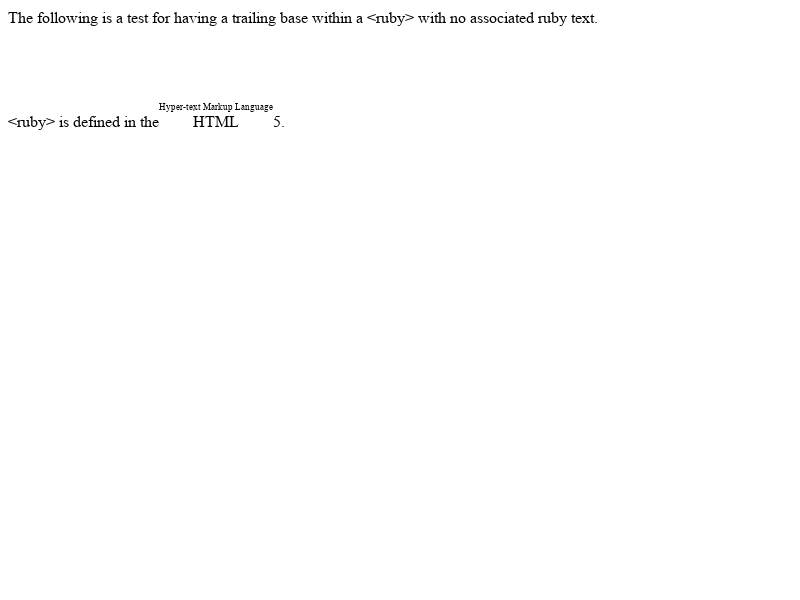 The following is a test for having a trailing base within a <ruby> with no associated ruby text.
Hyper-text Markup Language
<ruby> is defined in the HTML 5.